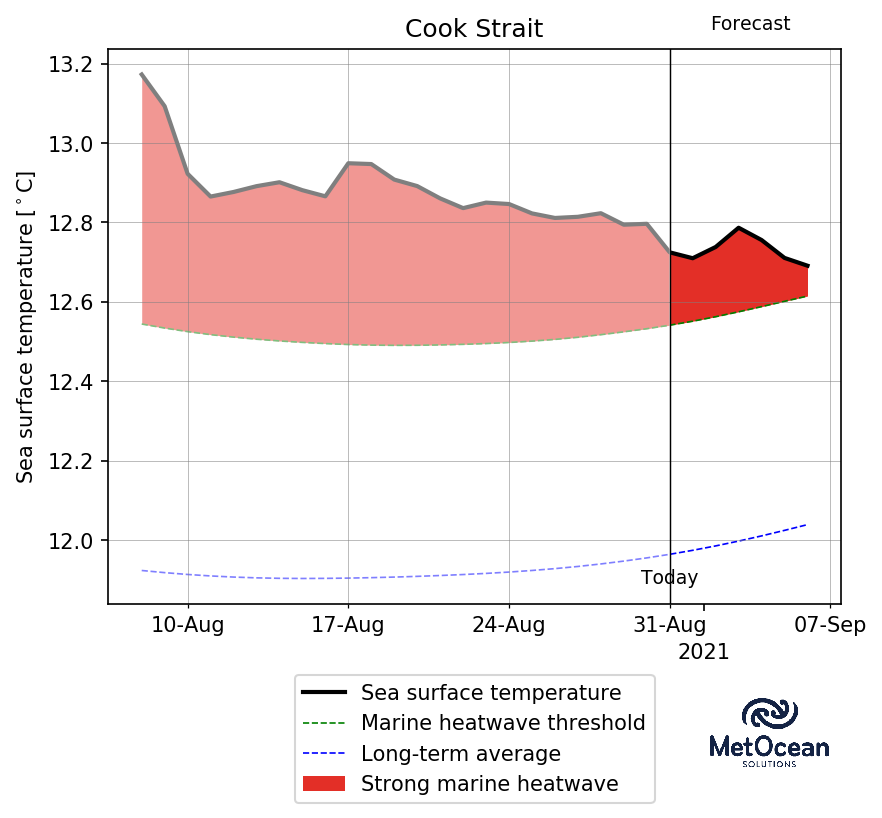 Cook Strait
Forecast
Sea surface temperature [°C]
13.2
13.0
12.8
12.6
12.4
12.2
12.0
Today
10-Aug
17-Aug
24-Aug
31-Aug
07-Sep
2021
Sea surface temperature
Marine heatwave threshold
Long-term average
Strong marine heatwave
MetOcean
SOLUTIONS